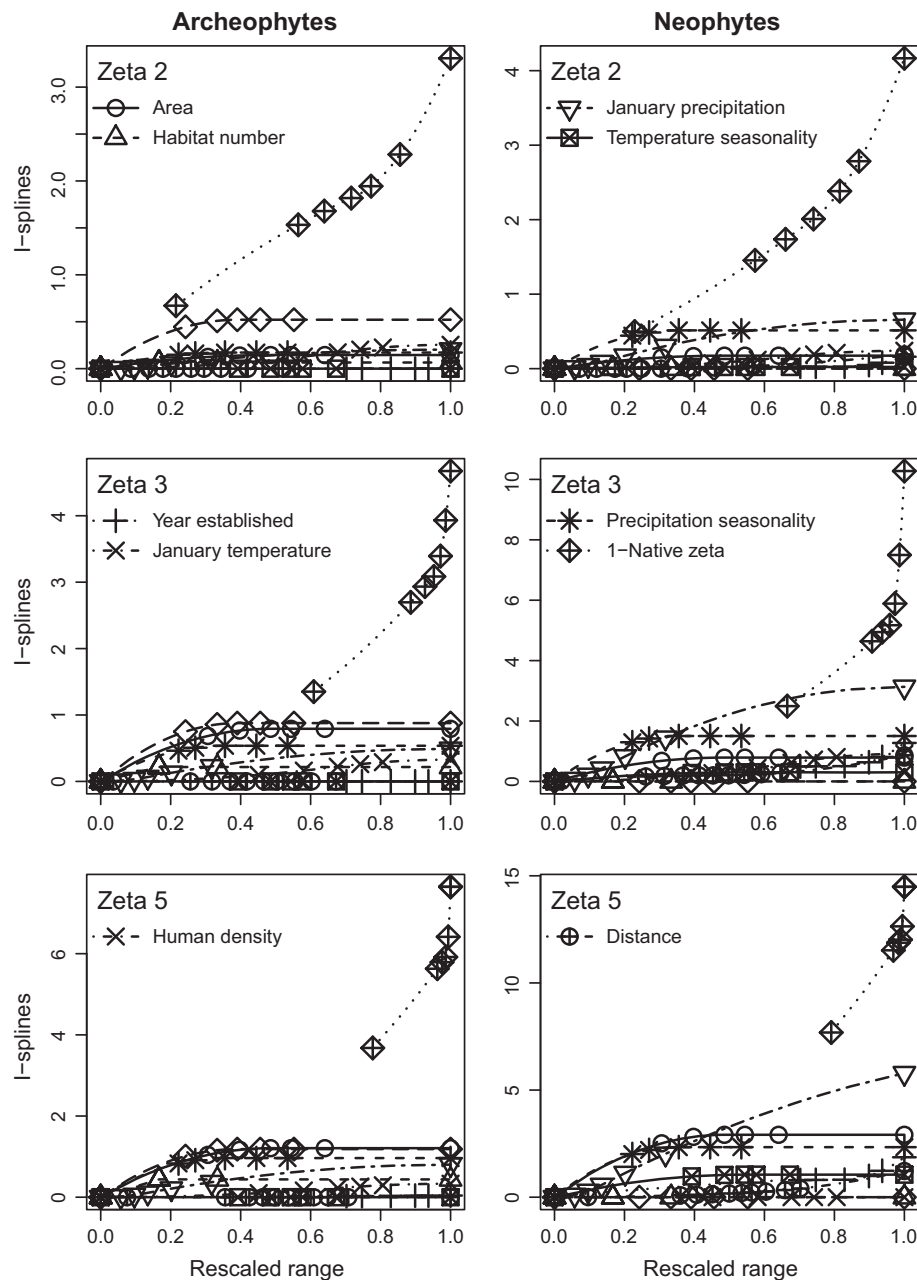 Archeophytes
Neophytes
Zeta 2
Area
Habitat number
I−splines
0.0 1.0 2.0 3.0
0.0 0.2 0.4 0.6 0.8 1.0
Zeta 2
January precipitation
Temperature seasonality
0 1 2 3 4
0.0 0.2 0.4 0.6 0.8 1.0
Zeta 3
Year established
January temperature
I−splines
0 1 2 3 4
0.0 0.2 0.4 0.6 0.8 1.0
Zeta 3
Precipitation seasonality
1−Native zeta
0 2 4 6 8 10
0.0 0.2 0.4 0.6 0.8 1.0
Zeta 5
Human density
I−splines
0 2 4 6
0.0 0.2 0.4 0.6 0.8 1.0
Rescaled range
Zeta 5
Distance
0 5 10 15
0.0 0.2 0.4 0.6 0.8 1.0
Rescaled range